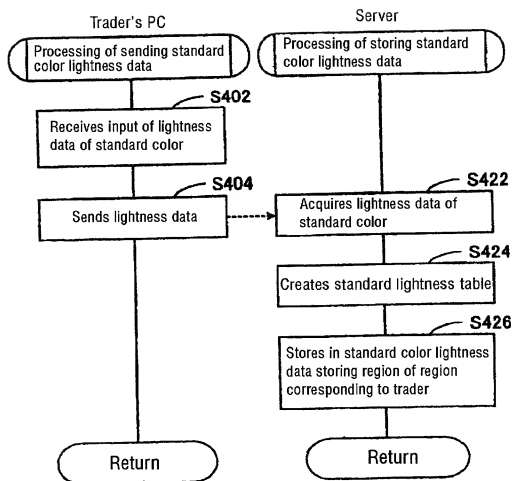 Trader's PC
Server
Processing of sending standard
color lightness data
Processing of storing standard
color lightness data
S402
Receives input of lightness
data of standard color
S404
Sends lightness data
S422
Acquires lightness data of
standard color
S424
Creates standard lightness table
S426
Stores in standard color lightness
data storing region of region
corresponding to trader
Return
Return